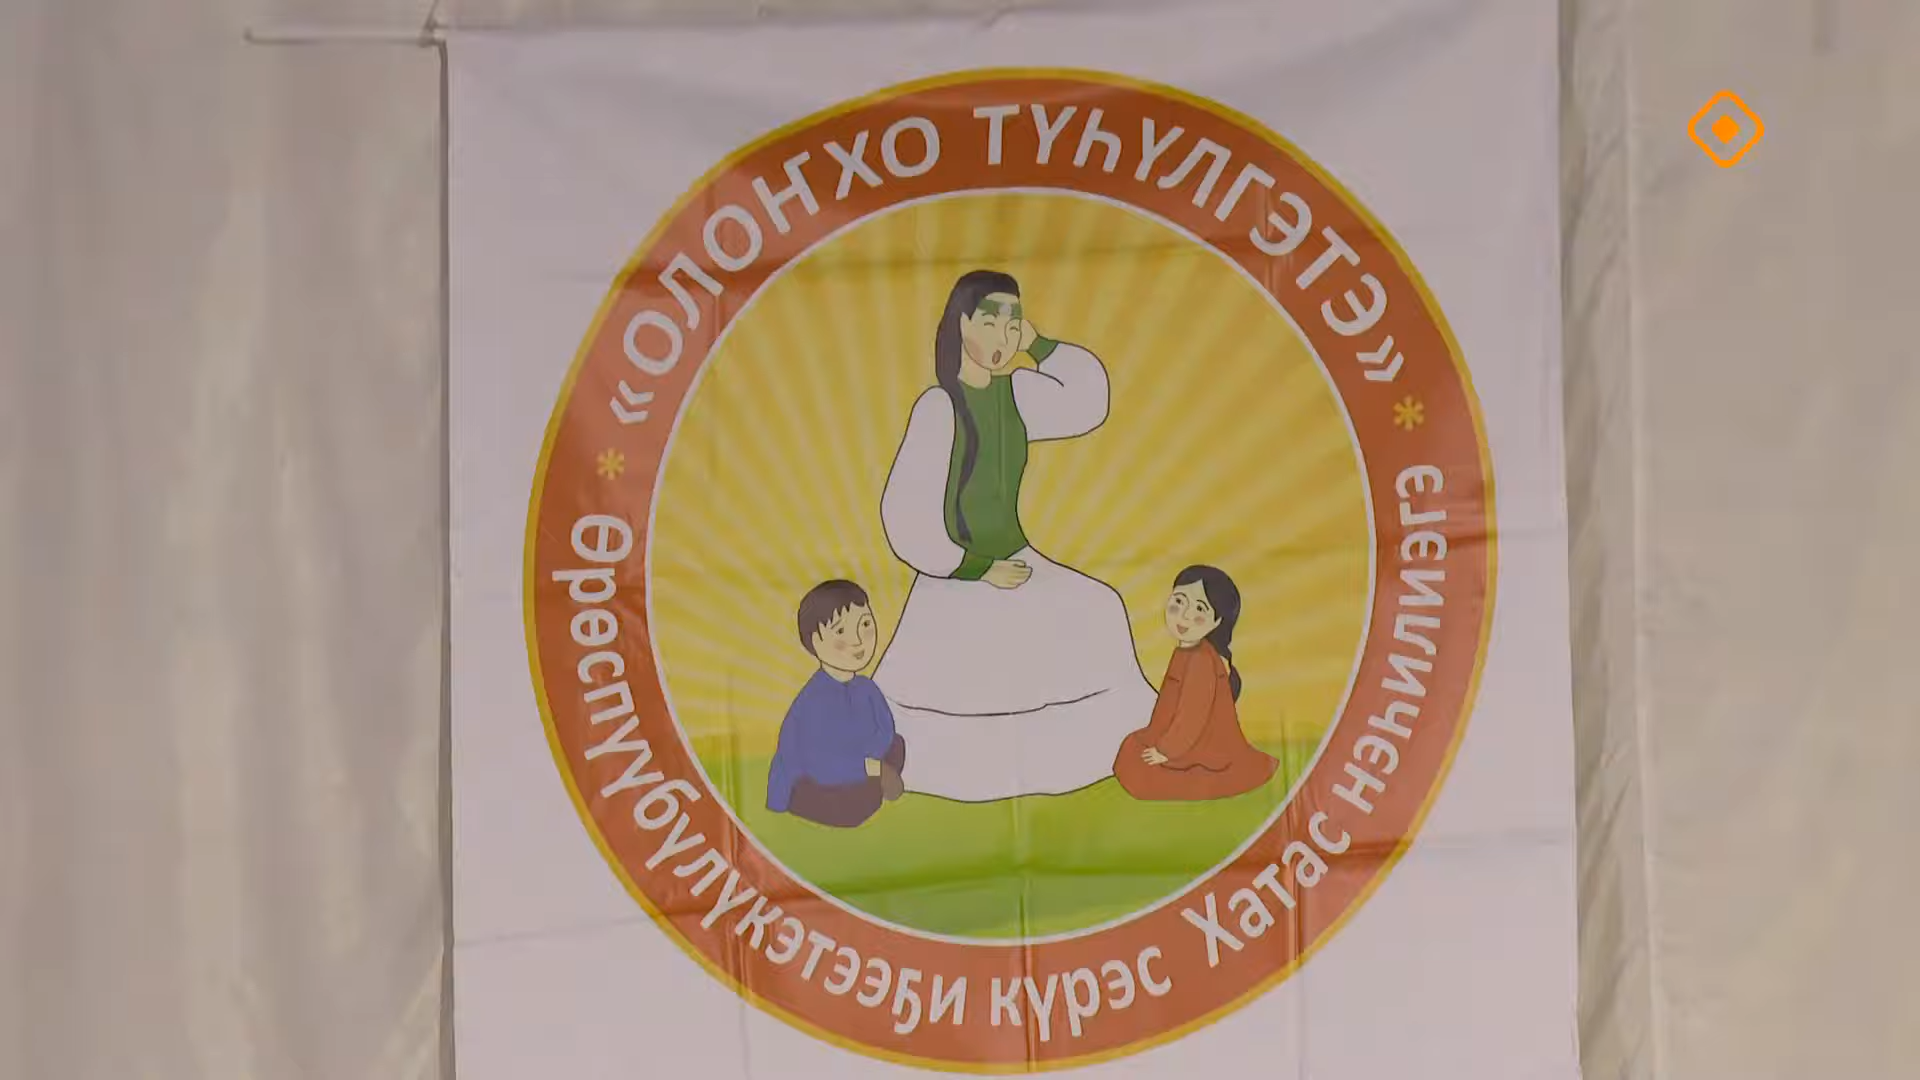 «ОЛОҤХО ТҮҺҮЛГЭТЭ»
Өрөспүүбүлүкэтээҕи күрэс Хатас нэһилиэгэ